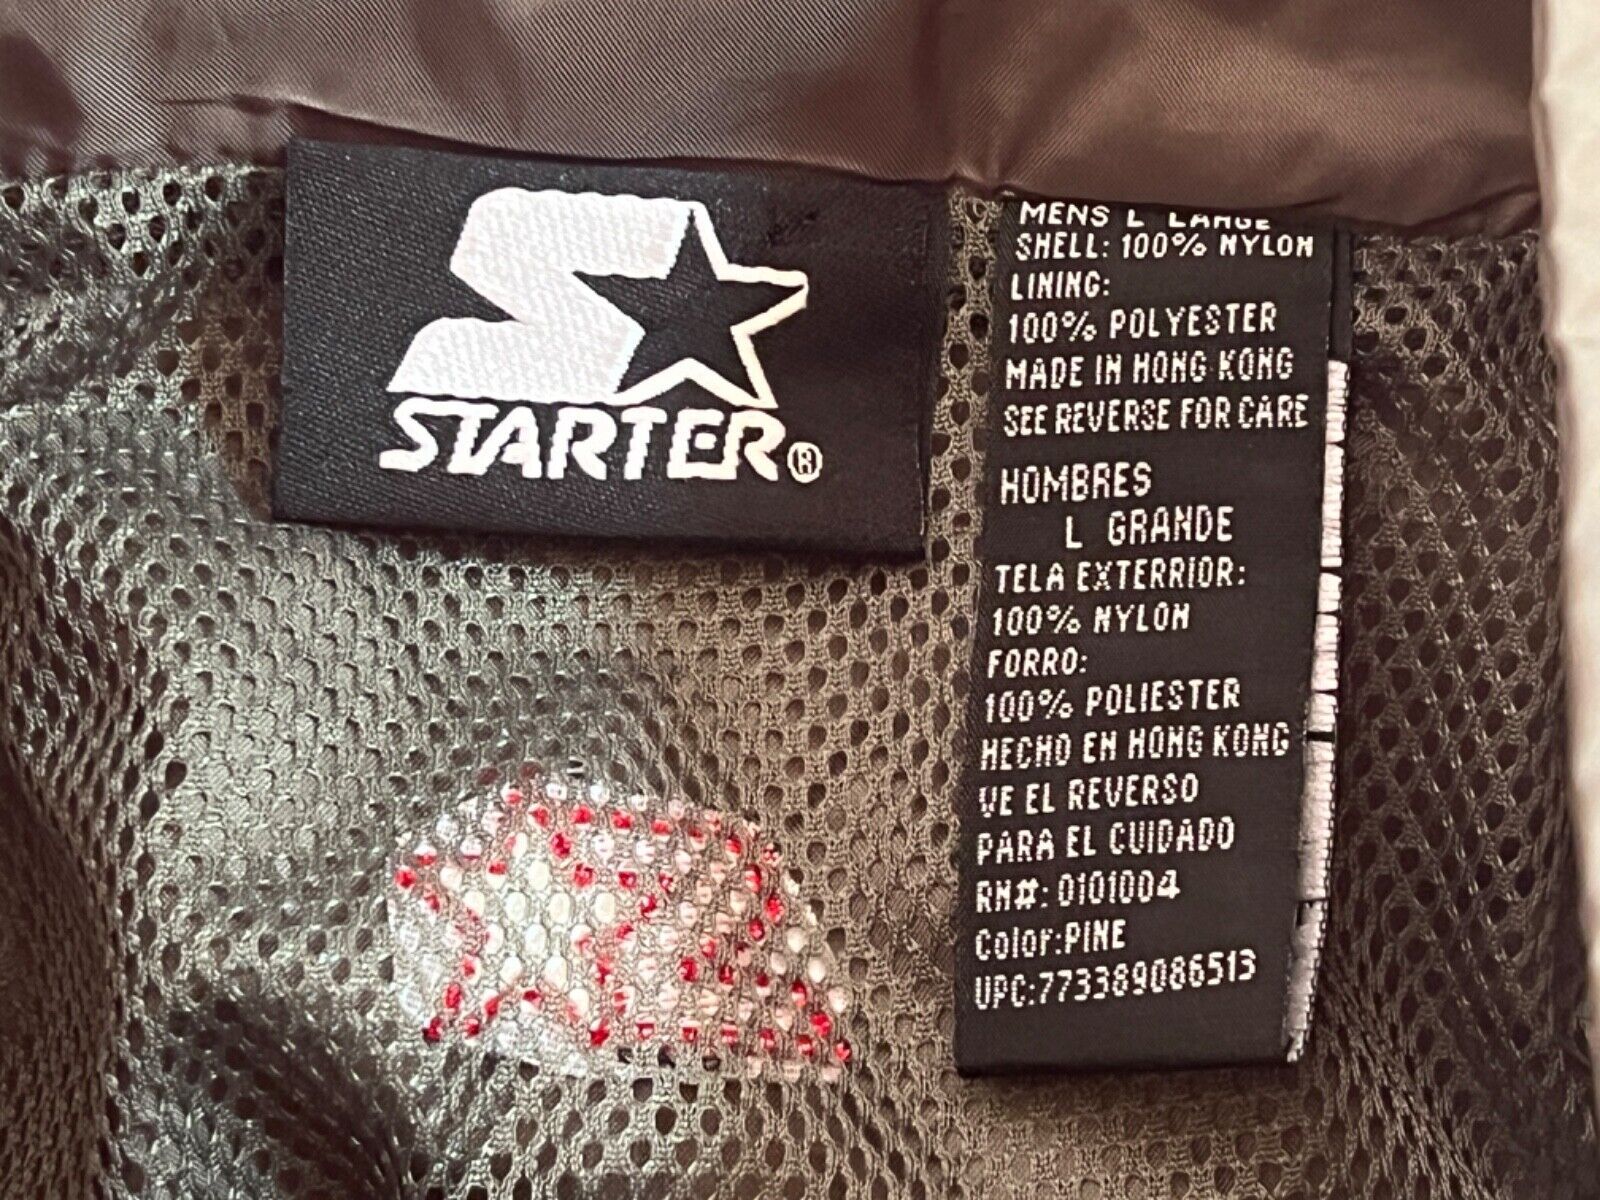 STARTER®
MENS L LARGE
SHELL: 100% NYLON
LINING:
100% POLYESTER
MADE IN HONG KONG
SEE REVERSE FOR CARE
HOMBRES
L GRANDE
TELA EXTERRIOR:
100% NYLON
FORRO:
100% POLIESTER
HECHO EN HONG KONG
VE EL REVERSO
PARA EL CUIDADO
RN#: 0101004
Color:PINE
UPC:773389086513